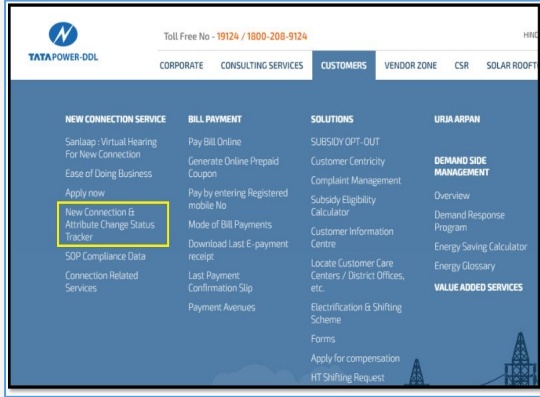 Toll Free No - 19124 / 1800-208-9124
TATA POWER-DDL
CORPORATE CONSULTING SERVICES CUSTOMERS VENDOR ZONE CSR SOLAR ROOFT
NEW CONNECTION SERVICE
Sanlaap : Virtual Hearing
For New Connection
Ease of Doing Business
Apply now
New Connection &
Attribute Change Status
Tracker
SOP Compliance Data
Connection Related
Services
BILL PAYMENT
Pay Bill Online
Generate Online Prepaid
Coupon
Pay by entering Registered
mobile No
Mode of Bill Payments
Download Last E-payment
receipt
Last Payment
Confirmation Slip
Payment Avenues
SOLUTIONS
SUBSIDY OPT-OUT
Customer Centricity
Complaint Management
Subsidy Eligibility
Calculator
Customer Information
Centre
Locate Customer Care
Centers / District Offices,
etc.
Electrification & Shifting
Scheme
Forms
Apply for compensation
HT Shifting Request
URJA ARPAN
DEMAND SIDE
MANAGEMENT
Overview
Demand Response
Program
Energy Saving Calculator
Energy Glossary
VALUE ADDED SERVICES